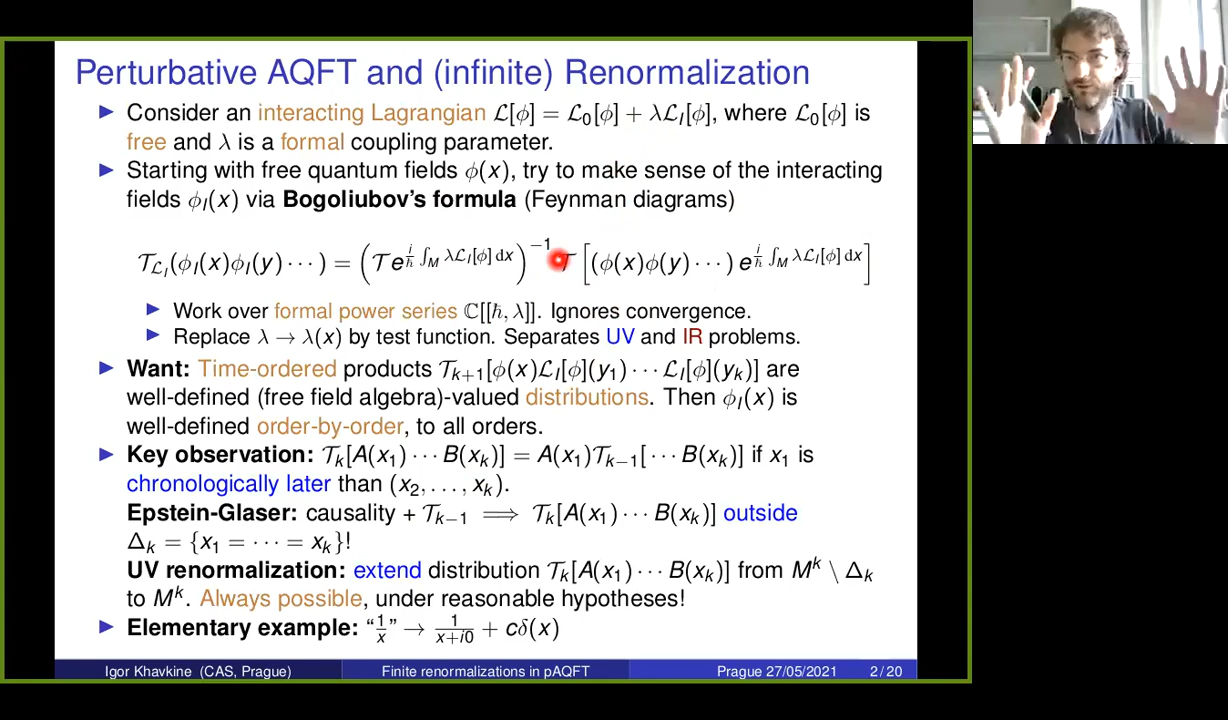 Perturbative AQFT and (infinite) Renormalization
▶ Consider an interacting Lagrangian ℒ[ϕ] = ℒ₀[ϕ] + λℒ_I[ϕ], where ℒ₀[ϕ] is
free and λ is a formal coupling parameter.
▶ Starting with free quantum fields ϕ(x), try to make sense of the interacting
fields ϕ_I(x) via Bogoliubov's formula (Feynman diagrams)
𝒯_{ℒ_I}(ϕ_I(x)ϕ_I(y) ⋯) = (𝒯e^{i/ħ ∫_M λℒ_I[ϕ] dx})^{−1} 𝒯[(ϕ(x)ϕ(y) ⋯) e^{i/ħ ∫_M λℒ_I[ϕ] dx}]
▶ Work over formal power series ℂ[[ħ, λ]]. Ignores convergence.
▶ Replace λ → λ(x) by test function. Separates UV and IR problems.
▶ Want: Time-ordered products 𝒯_{k+1}[ϕ(x)ℒ_I[ϕ](y₁) ⋯ ℒ_I[ϕ](y_k)] are
well-defined (free field algebra)-valued distributions. Then ϕ_I(x) is
well-defined order-by-order, to all orders.
▶ Key observation: 𝒯_k[A(x₁) ⋯ B(x_k)] = A(x₁)𝒯_{k−1}[⋯ B(x_k)] if x₁ is
chronologically later than (x₂, …, x_k).
Epstein-Glaser: causality + 𝒯_{k−1} ⟹ 𝒯_k[A(x₁) ⋯ B(x_k)] outside
Δ_k = {x₁ = ⋯ = x_k}!
UV renormalization: extend distribution 𝒯_k[A(x₁) ⋯ B(x_k)] from M^k \ Δ_k
to M^k. Always possible, under reasonable hypotheses!
▶ Elementary example: “1/x” → 1/(x+i0) + cδ(x)
Igor Khavkine (CAS, Prague) Finite renormalizations in pAQFT Prague 27/05/2021 2 / 20